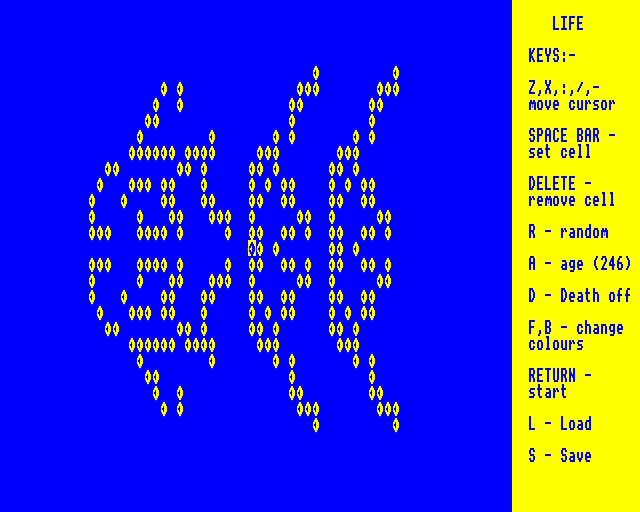 LIFE
KEYS:-
Z,X,:,/,-
move cursor
SPACE BAR -
set cell
DELETE -
remove cell
R - random
A - age (246)
D - Death off
F,B - change
colours
RETURN -
start
L - Load
S - Save